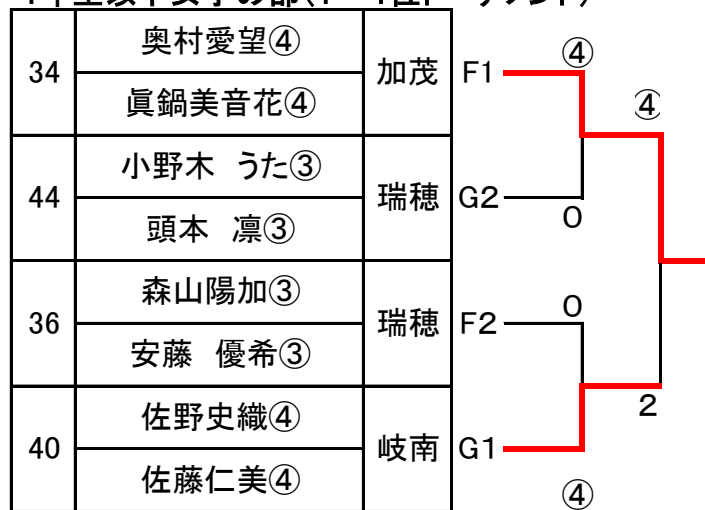 34 奥村愛望④ 加茂 F1 ④
眞鍋美音花④
④
44 小野木 うた③ 瑞穂 G2 0
頭本 凛③
36 森山陽加③ 瑞穂 F2 0
安藤 優希③
2
40 佐野史織④ 岐南 G1 ④
佐藤仁美④